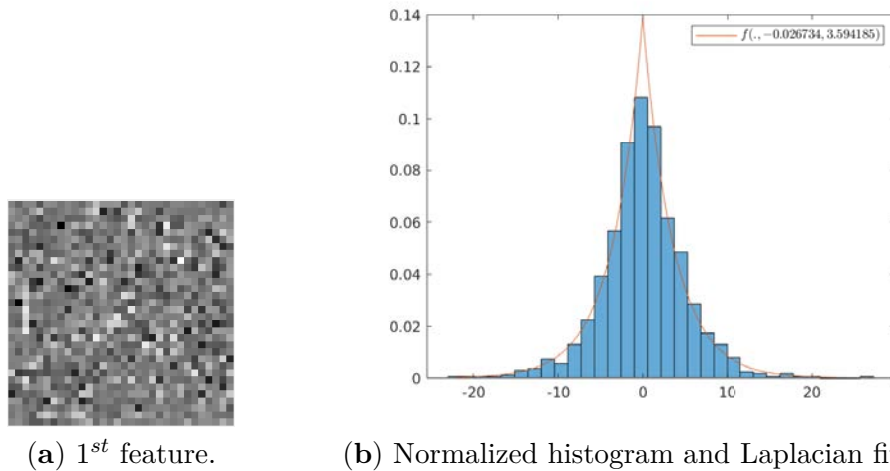 0.14
f(., −0.026734, 3.594185)
0.12
0.1
0.08
0.06
0.04
0.02
0
-20 -10 0 10 20
(a) 1st feature.
(b) Normalized histogram and Laplacian fi